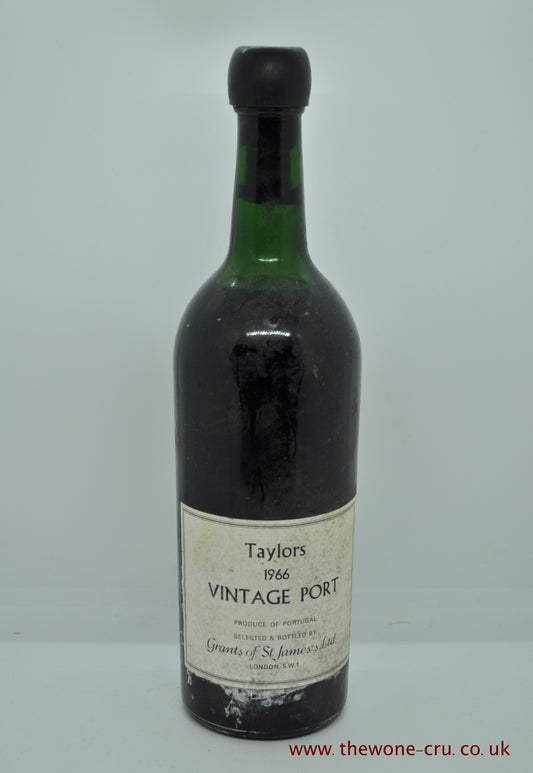 Taylors
1966
VINTAGE PORT
PRODUCE OF PORTUGAL
SELECTED & BOTTLED BY
Grants of St. James's Ltd.
LONDON, S.W.1.
www.thewone-cru.co.uk